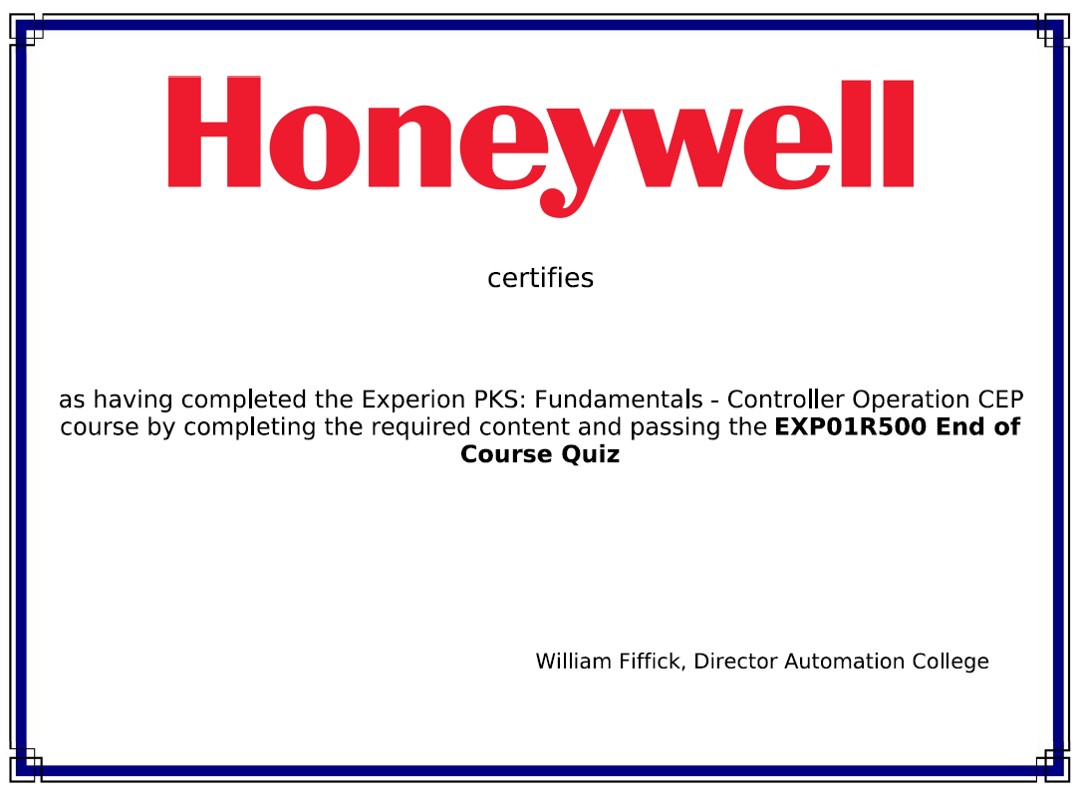 Honeywell
certifies
as having completed the Experion PKS: Fundamentals - Controller Operation CEP
course by completing the required content and passing the EXP01R500 End of
Course Quiz
William Fiffick, Director Automation College